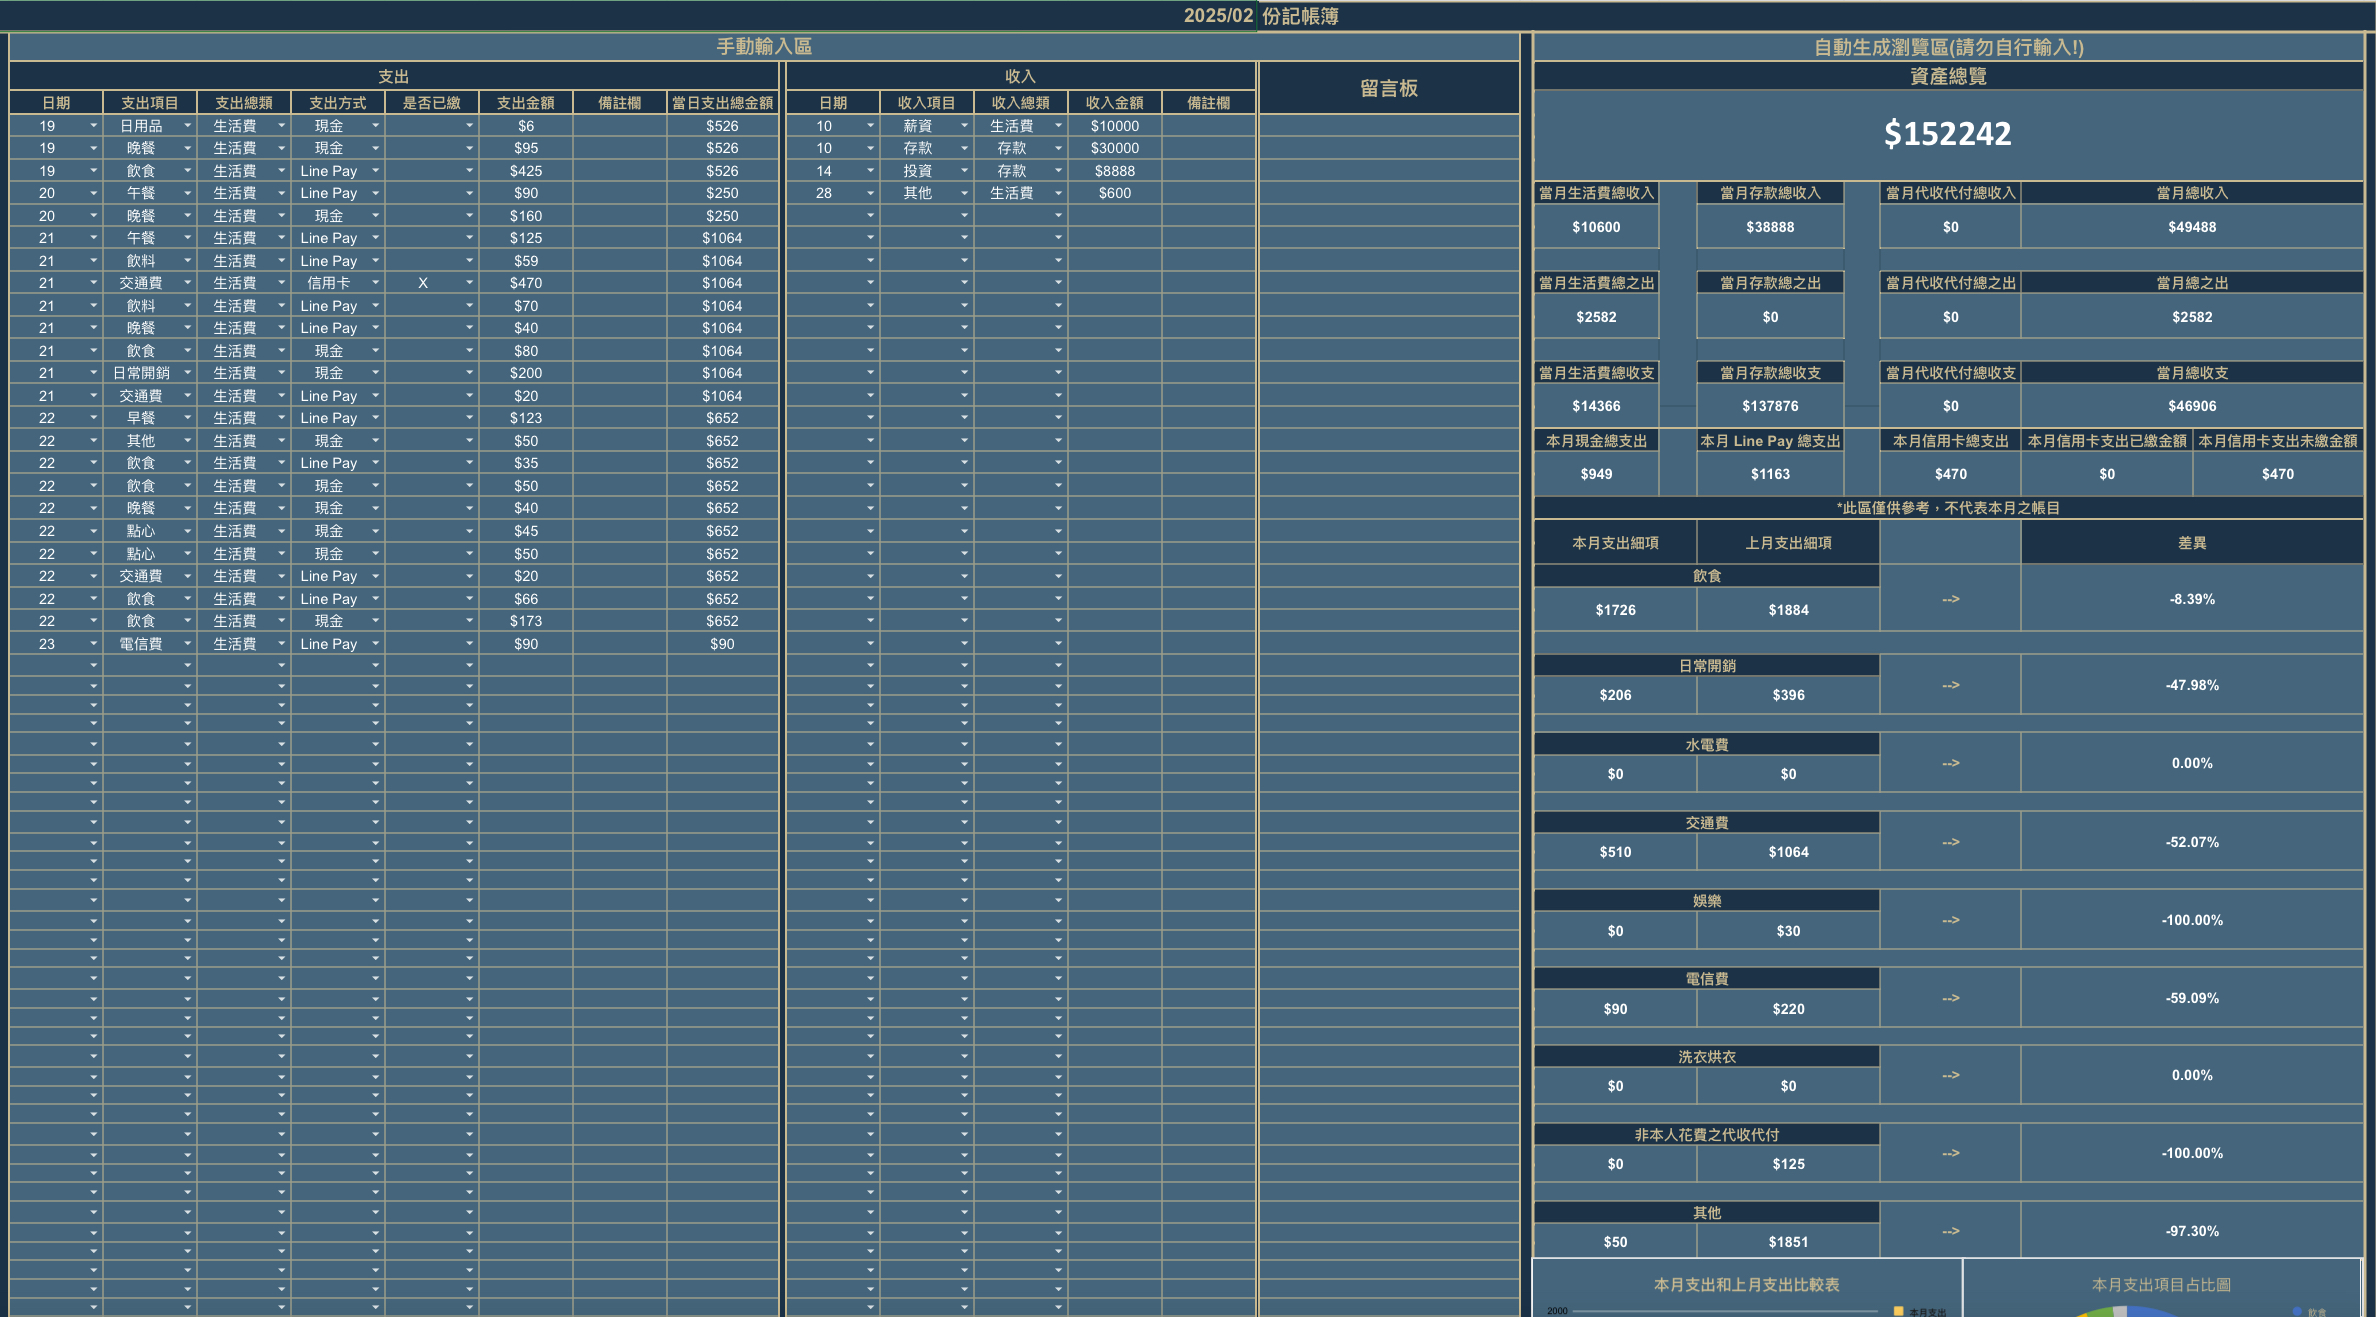 2025/02 份記帳簿
手動輸入區
支出 收入 留言板
日期 支出項目 支出總類 支出方式 是否已繳 支出金額 備註欄 當日支出總金額 日期 收入項目 收入總類 收入金額 備註欄
19 日用品 生活費 現金 $6 $526 10 薪資 生活費 $10000
19 晚餐 生活費 現金 $95 $526 10 存款 存款 $30000
19 飲食 生活費 Line Pay $425 $526 14 投資 存款 $8888
20 午餐 生活費 Line Pay $90 $250 28 其他 生活費 $600
20 晚餐 生活費 現金 $160 $250
21 午餐 生活費 Line Pay $125 $1064
21 飲料 生活費 Line Pay $59 $1064
21 交通費 生活費 信用卡 X $470 $1064
21 飲料 生活費 Line Pay $70 $1064
21 晚餐 生活費 Line Pay $40 $1064
21 飲食 生活費 現金 $80 $1064
21 日常開銷 生活費 現金 $200 $1064
21 交通費 生活費 Line Pay $20 $1064
22 早餐 生活費 Line Pay $123 $652
22 其他 生活費 現金 $50 $652
22 飲食 生活費 Line Pay $35 $652
22 飲食 生活費 現金 $50 $652
22 晚餐 生活費 現金 $40 $652
22 點心 生活費 現金 $45 $652
22 點心 生活費 現金 $50 $652
22 交通費 生活費 Line Pay $20 $652
22 飲食 生活費 Line Pay $66 $652
22 飲食 生活費 現金 $173 $652
23 電信費 生活費 Line Pay $90 $90
自動生成瀏覽區(請勿自行輸入!)
資產總覽
$152242
當月生活費總收入 當月存款總收入 當月代收代付總收入 當月總收入
$10600 $38888 $0 $49488
當月生活費總之出 當月存款總之出 當月代收代付總之出 當月總之出
$2582 $0 $0 $2582
當月生活費總收支 當月存款總收支 當月代收代付總收支 當月總收支
$14366 $137876 $0 $46906
本月現金總支出 本月 Line Pay 總支出 本月信用卡總支出 本月信用卡支出已繳金額 本月信用卡支出未繳金額
$949 $1163 $470 $0 $470
*此區僅供參考，不代表本月之帳目
本月支出細項 上月支出細項 差異
飲食
$1726 $1884 --> -8.39%
日常開銷
$206 $396 --> -47.98%
水電費
$0 $0 --> 0.00%
交通費
$510 $1064 --> -52.07%
娛樂
$0 $30 --> -100.00%
電信費
$90 $220 --> -59.09%
洗衣烘衣
$0 $0 --> 0.00%
非本人花費之代收代付
$0 $125 --> -100.00%
其他
$50 $1851 --> -97.30%
本月支出和上月支出比較表 本月支出項目占比圖
2000 本月支出 飲食